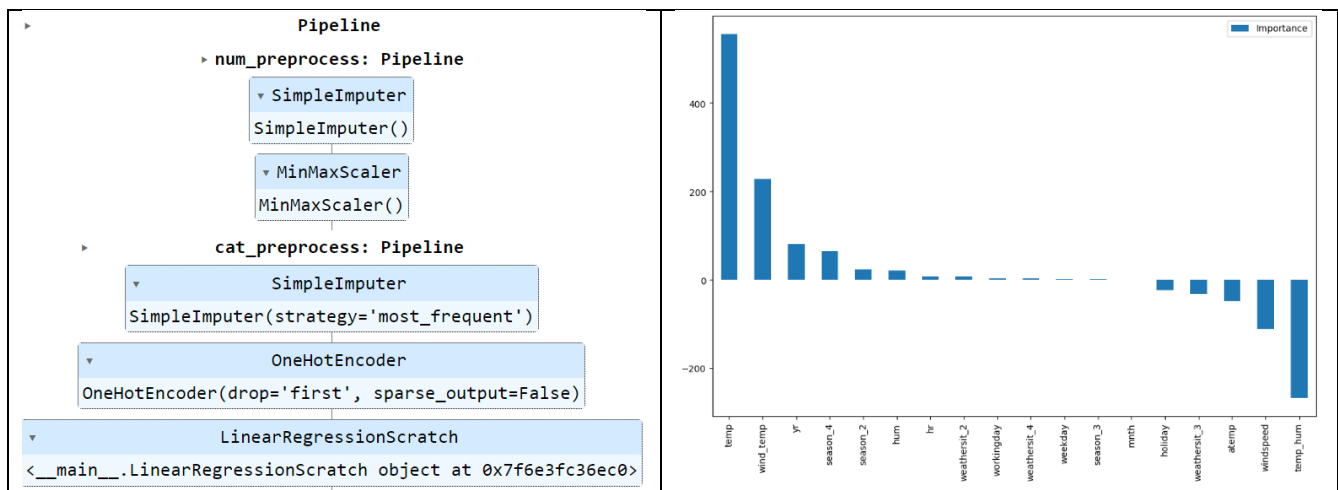 Pipeline
num_preprocess: Pipeline
SimpleImputer
SimpleImputer()
MinMaxScaler
MinMaxScaler()
cat_preprocess: Pipeline
SimpleImputer
SimpleImputer(strategy='most_frequent')
OneHotEncoder
OneHotEncoder(drop='first', sparse_output=False)
LinearRegressionScratch
<__main__.LinearRegressionScratch object at 0x7f6e3fc36ec0>
Importance
400
200
0
−200
temp
wind_temp
yr
season_4
season_2
hum
hr
weathersit_2
workingday
weathersit_4
weekday
season_3
mnth
holiday
weathersit_3
atemp
windspeed
temp_hum